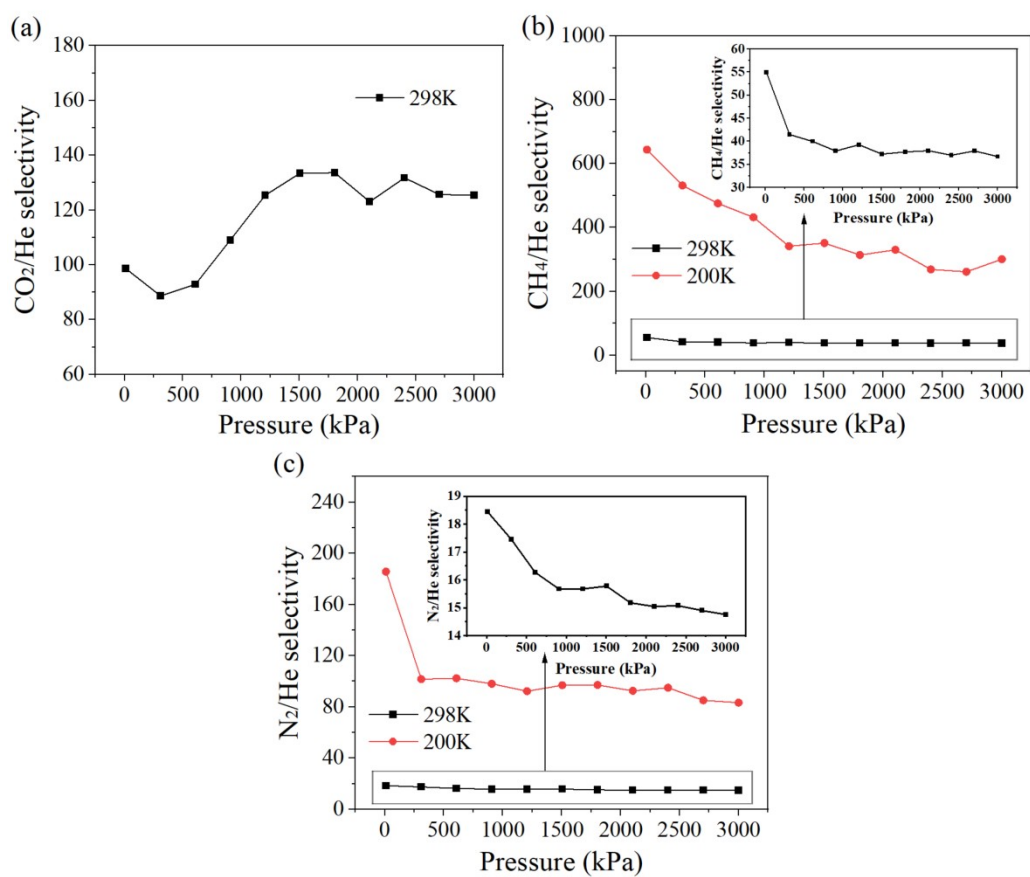 (a)
180
160
140
120
100
80
60
CO₂/He selectivity
298K
0 500 1000 1500 2000 2500 3000
Pressure (kPa)
(b)
1000
800
600
400
200
0
CH₄/He selectivity
298K
200K
0 500 1000 1500 2000 2500 3000
Pressure (kPa)
60
55
50
45
40
35
30
CH₄/He selectivity
0 500 1000 1500 2000 2500 3000
Pressure (kPa)
(c)
240
200
160
120
80
40
0
N₂/He selectivity
298K
200K
0 500 1000 1500 2000 2500 3000
Pressure (kPa)
19
18
17
16
15
14
N₂/He selectivity
0 500 1000 1500 2000 2500 3000
Pressure (kPa)